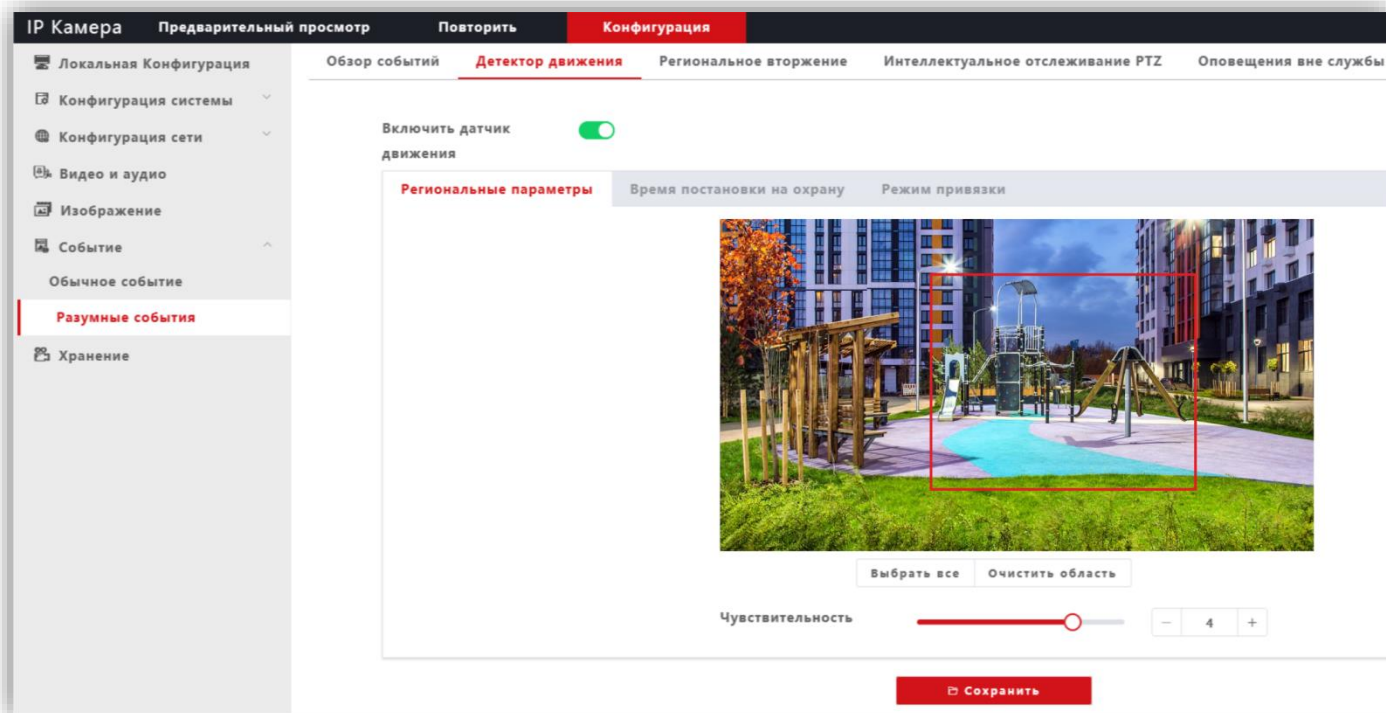 IP Камера Предварительный просмотр Повторить Конфигурация
Локальная Конфигурация
Конфигурация системы
Конфигурация сети
Видео и аудио
Изображение
Событие
Обычное событие
Разумные события
Хранение
Обзор событий Детектор движения Региональное вторжение Интеллектуальное отслеживание PTZ Оповещения вне службы
Включить датчик
движения
Региональные параметры Время постановки на охрану Режим привязки
Выбрать все Очистить область
Чувствительность 4
Сохранить